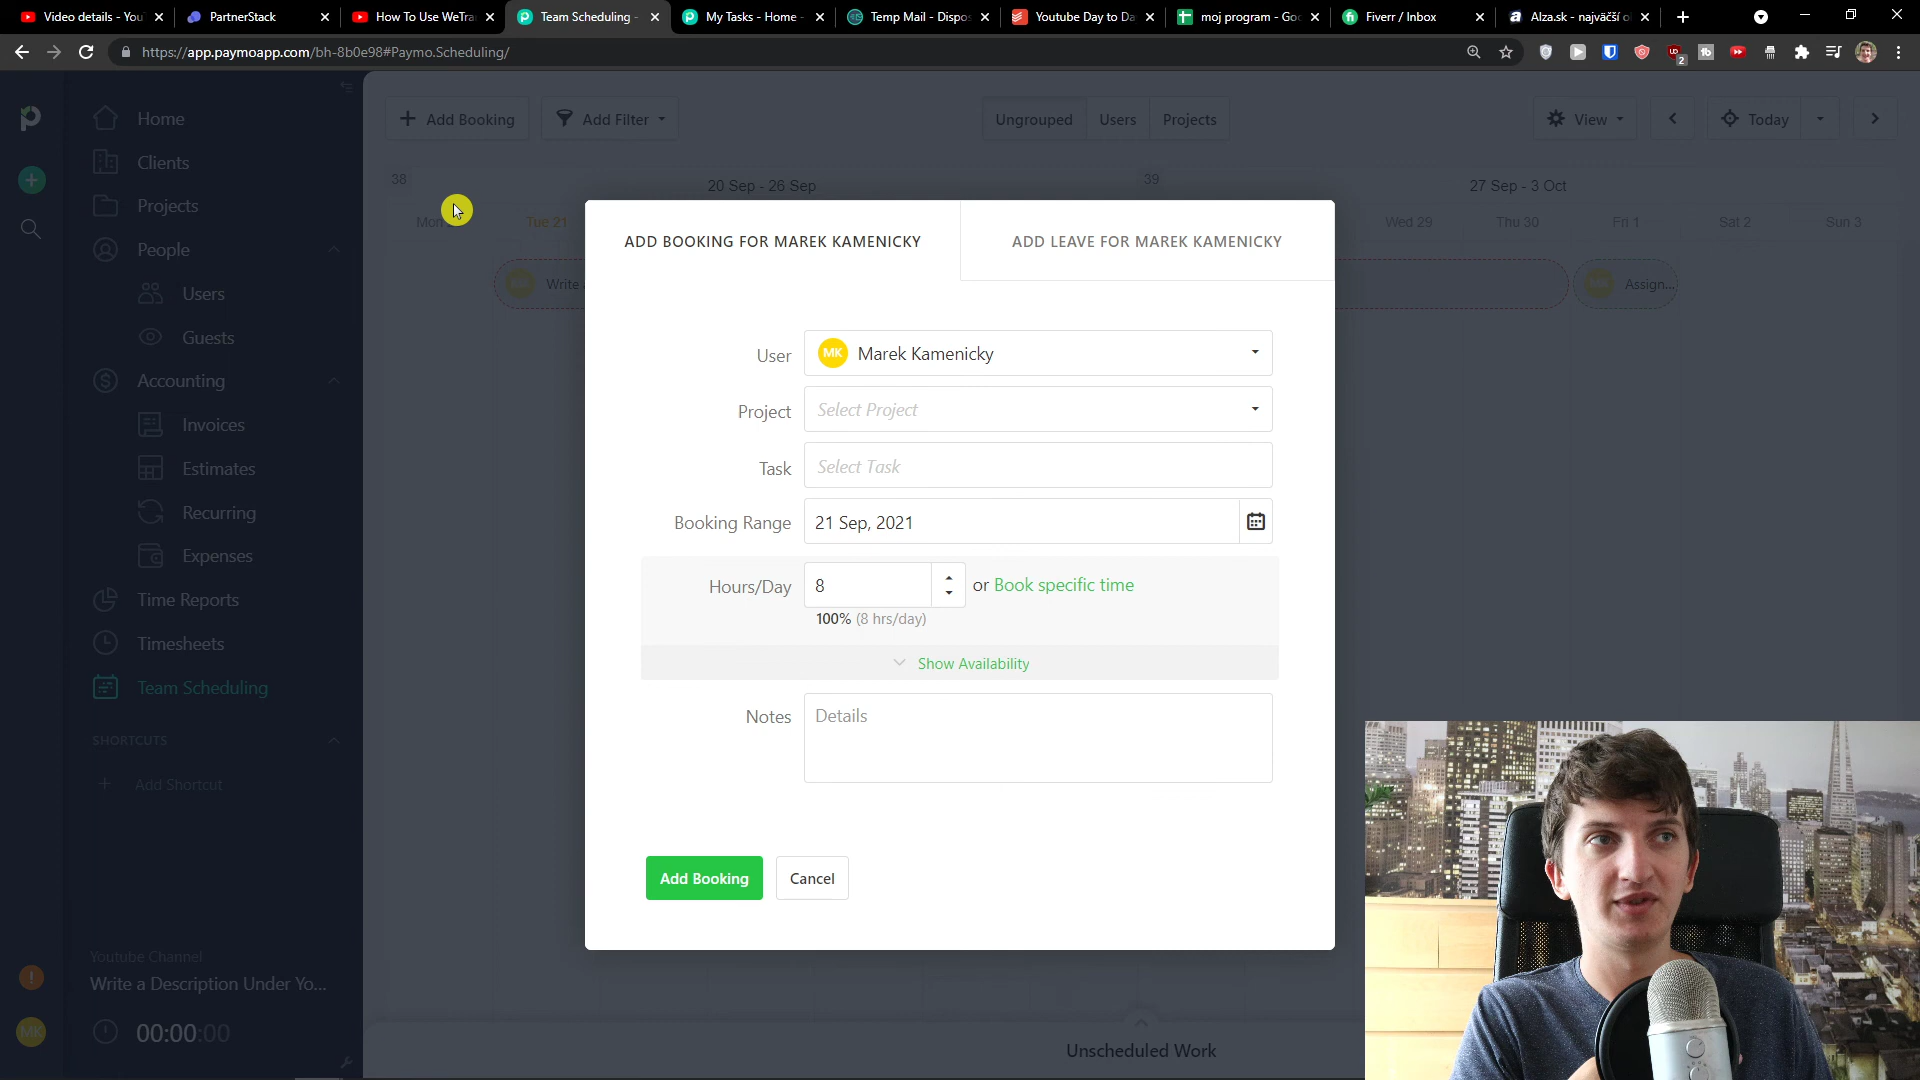 Video details - You
PartnerStack
How To Use WeTra
Team Scheduling -
My Tasks - Home -
Temp Mail - Dispos
Youtube Day to Da
moj program - Goo
Fiverr / Inbox
Alza.sk - najväčší o
https://app.paymoapp.com/bh-8b0e98#Paymo.Scheduling/
2
Home
Clients
Projects
People
Users
Guests
Accounting
Invoices
Estimates
Recurring
Expenses
Time Reports
Timesheets
Team Scheduling
SHORTCUTS
Add Shortcut
Youtube Channel
Write a Description Under Yo...
MK
00:00:00
Add Booking
Add Filter
Ungrouped
Users
Projects
View
Today
38
20 Sep - 26 Sep
39
27 Sep - 3 Oct
Mon
Tue 21
Wed 29
Thu 30
Fri 1
Sat 2
Sun 3
Write
Assign...
ADD BOOKING FOR MAREK KAMENICKY
ADD LEAVE FOR MAREK KAMENICKY
User
MK Marek Kamenicky
Project
Select Project
Task
Select Task
Booking Range
21 Sep, 2021
Hours/Day
8
or Book specific time
100% (8 hrs/day)
Show Availability
Notes
Details
Add Booking
Cancel
Unscheduled Work